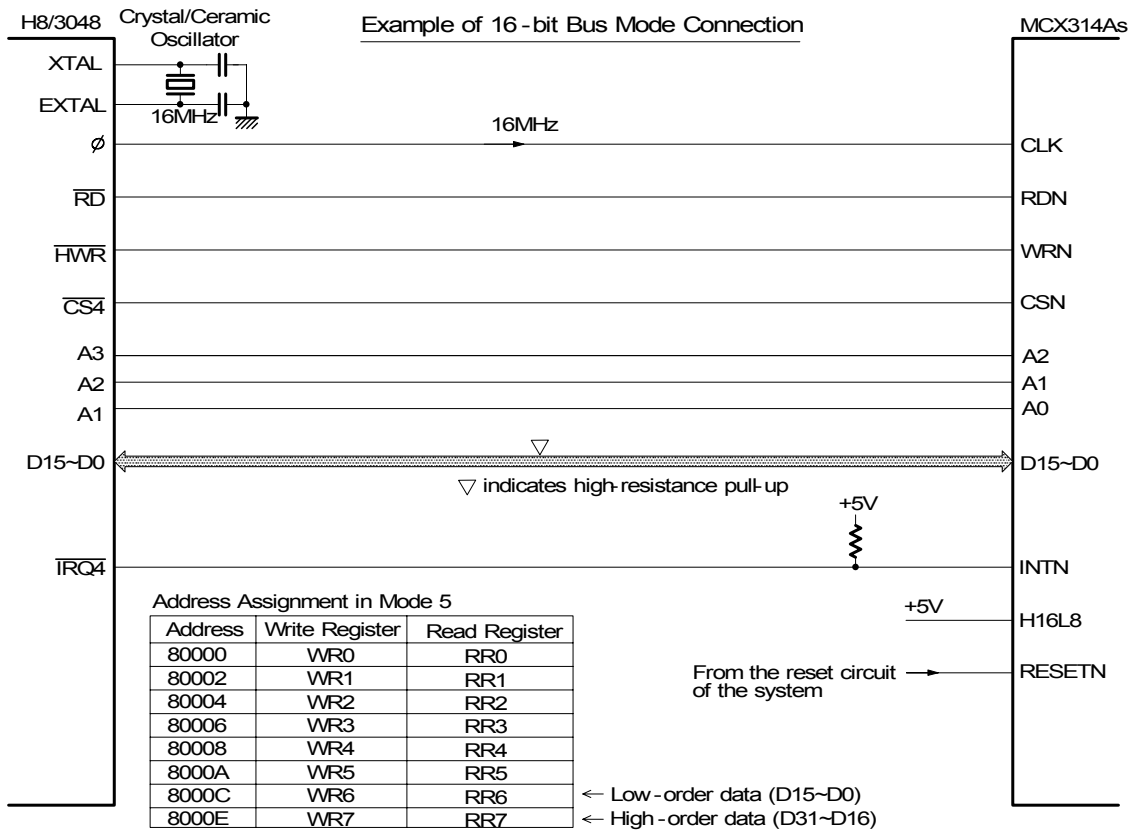 H8/3048 Crystal/Ceramic Oscillator Example of 16-bit Bus Mode Connection MCX314As
XTAL
EXTAL
16MHz
ϕ 16MHz CLK
RD RDN
HWR WRN
CS4 CSN
A3 A2
A2 A1
A1 A0
D15~D0 ▽ D15~D0
▽ indicates high-resistance pull-up
+5V
IRQ4 INTN
+5V H16L8
From the reset circuit of the system RESETN
Address Assignment in Mode 5
Address Write Register Read Register
80000 WR0 RR0
80002 WR1 RR1
80004 WR2 RR2
80006 WR3 RR3
80008 WR4 RR4
8000A WR5 RR5
8000C WR6 RR6 ← Low-order data (D15~D0)
8000E WR7 RR7 ← High-order data (D31~D16)